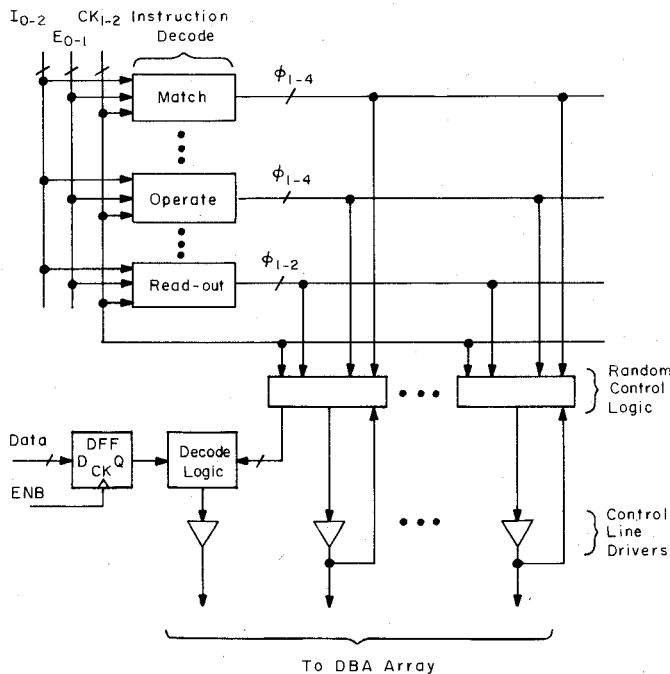 I0-2 CK1-2 Instruction
E0-1 Decode
Match
ϕ1-4
Operate
ϕ1-4
Read-out
ϕ1-2
Random
Control
Logic
Data
DFF
D CK Q
ENB
Decode
Logic
Control
Line
Drivers
To DBA Array